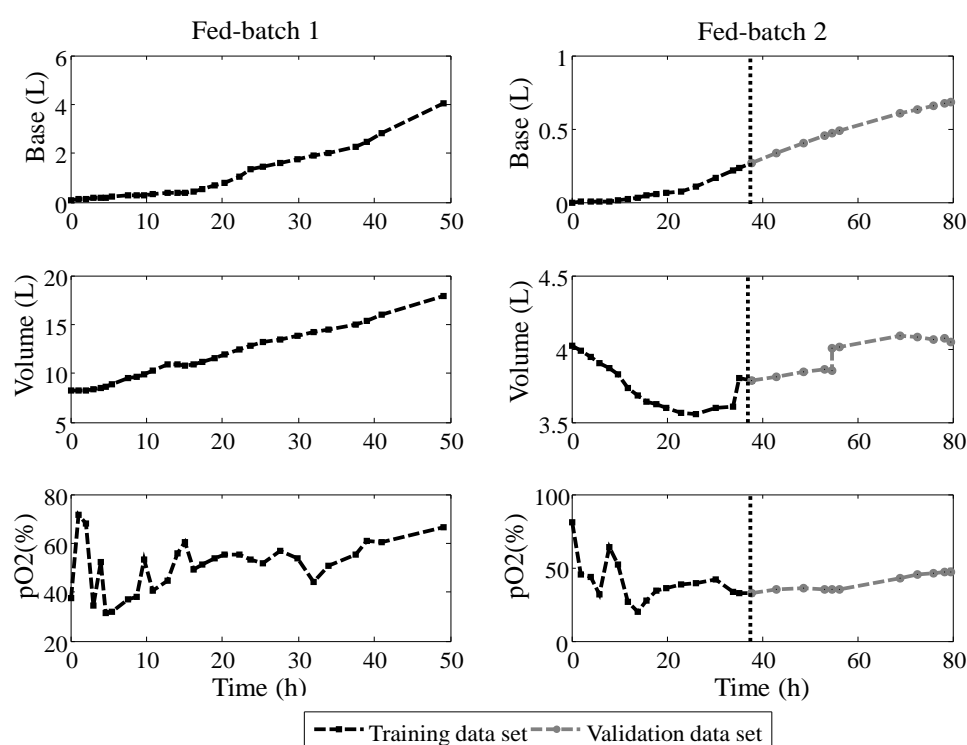 Fed-batch 1
Fed-batch 2
Base (L)
6
4
2
0
0 10 20 30 40 50
Base (L)
1
0.5
0
0 20 40 60 80
Volume (L)
20
15
10
5
0 10 20 30 40 50
Volume (L)
4.5
4
3.5
0 20 40 60 80
pO2(%)
80
60
40
20
0 10 20 30 40 50
Time (h)
pO2(%)
100
50
0
0 20 40 60 80
Time (h)
Training data set Validation data set